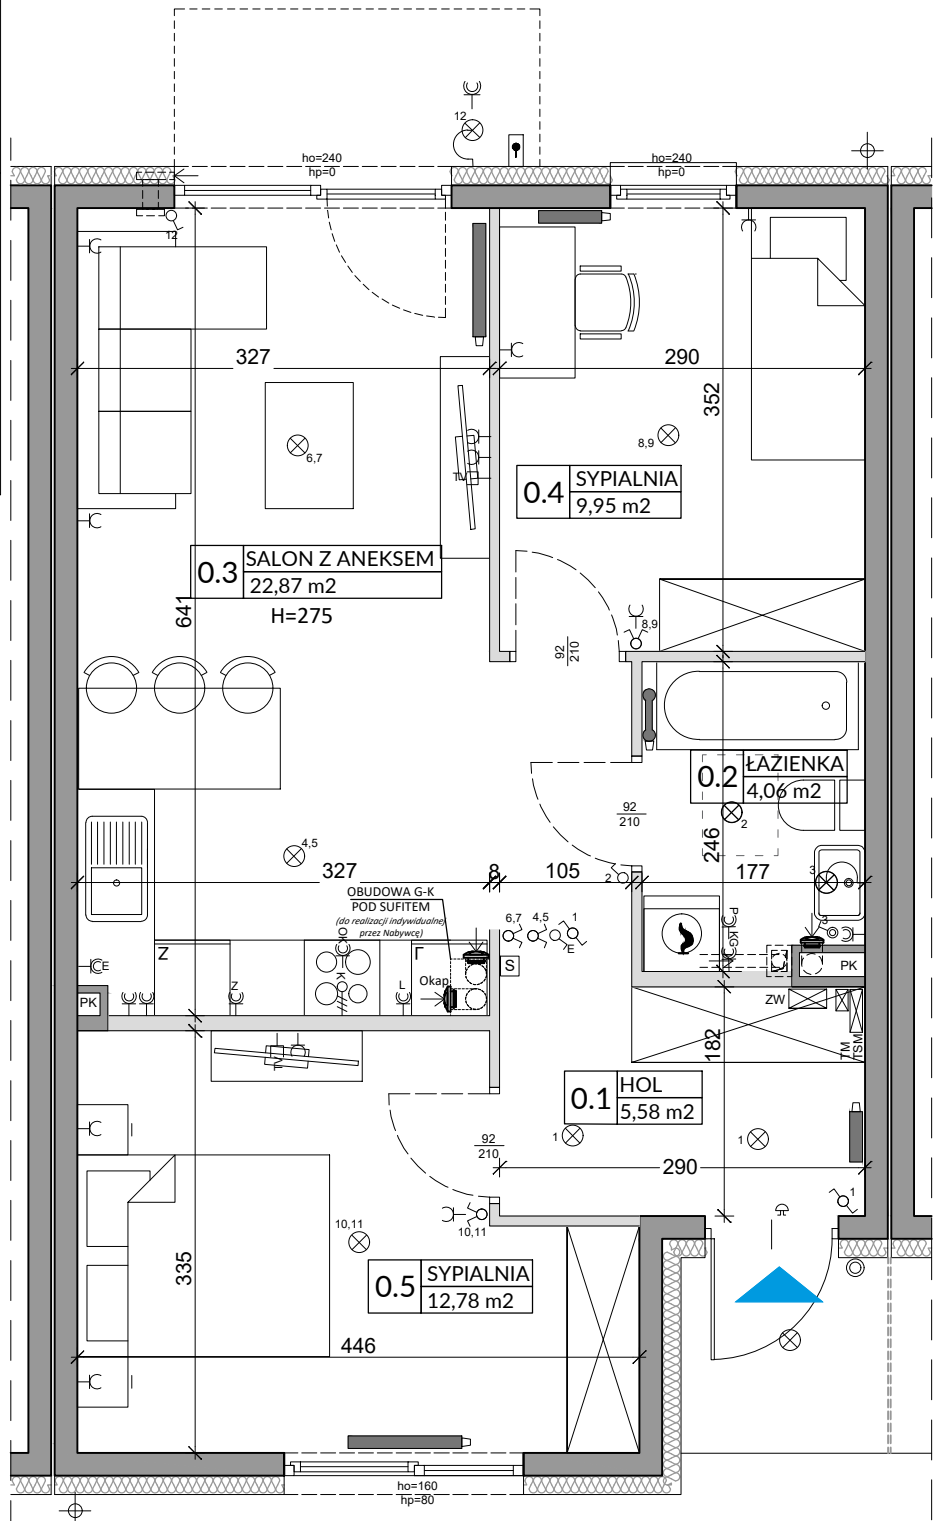 12
ho=240
hp=0
ho=240
hp=0
12
327
290
352
6,7
8,9
TV
0.4
SYPIALNIA
9,95 m2
0.3
SALON Z ANEKSEM
22,87 m2
H=275
641
8,9
92
210
0.2
ŁAZIENKA
4,06 m2
92
210
2
246
4,5
327
8
105
177
2
3
OBUDOWA G-K
POD SUFITEM
(do realizacji indywidualnej
przez Nabywcę)
6,7
4,5
1
E
S
P
KG
3
PK
E
Z
Z
OK
K
L
Okap
PK
ZW
TM
TSM
182
TV
0.1
HOL
5,58 m2
1
1
92
210
290
1
10,11
10,11
335
0.5
SYPIALNIA
12,78 m2
446
ho=160
hp=80